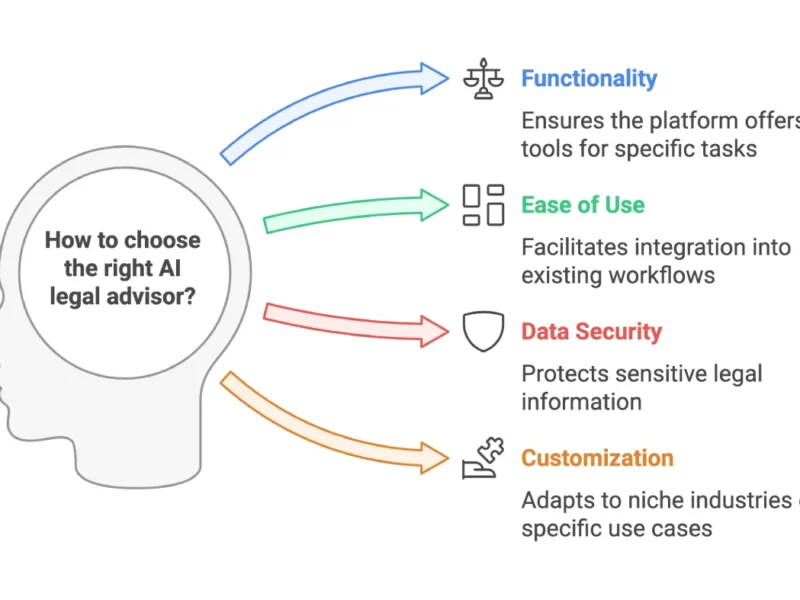 How to choose
the right AI
legal advisor?
Functionality
Ensures the platform offers
tools for specific tasks
Ease of Use
Facilitates integration into
existing workflows
Data Security
Protects sensitive legal
information
Customization
Adapts to niche industries
specific use cases